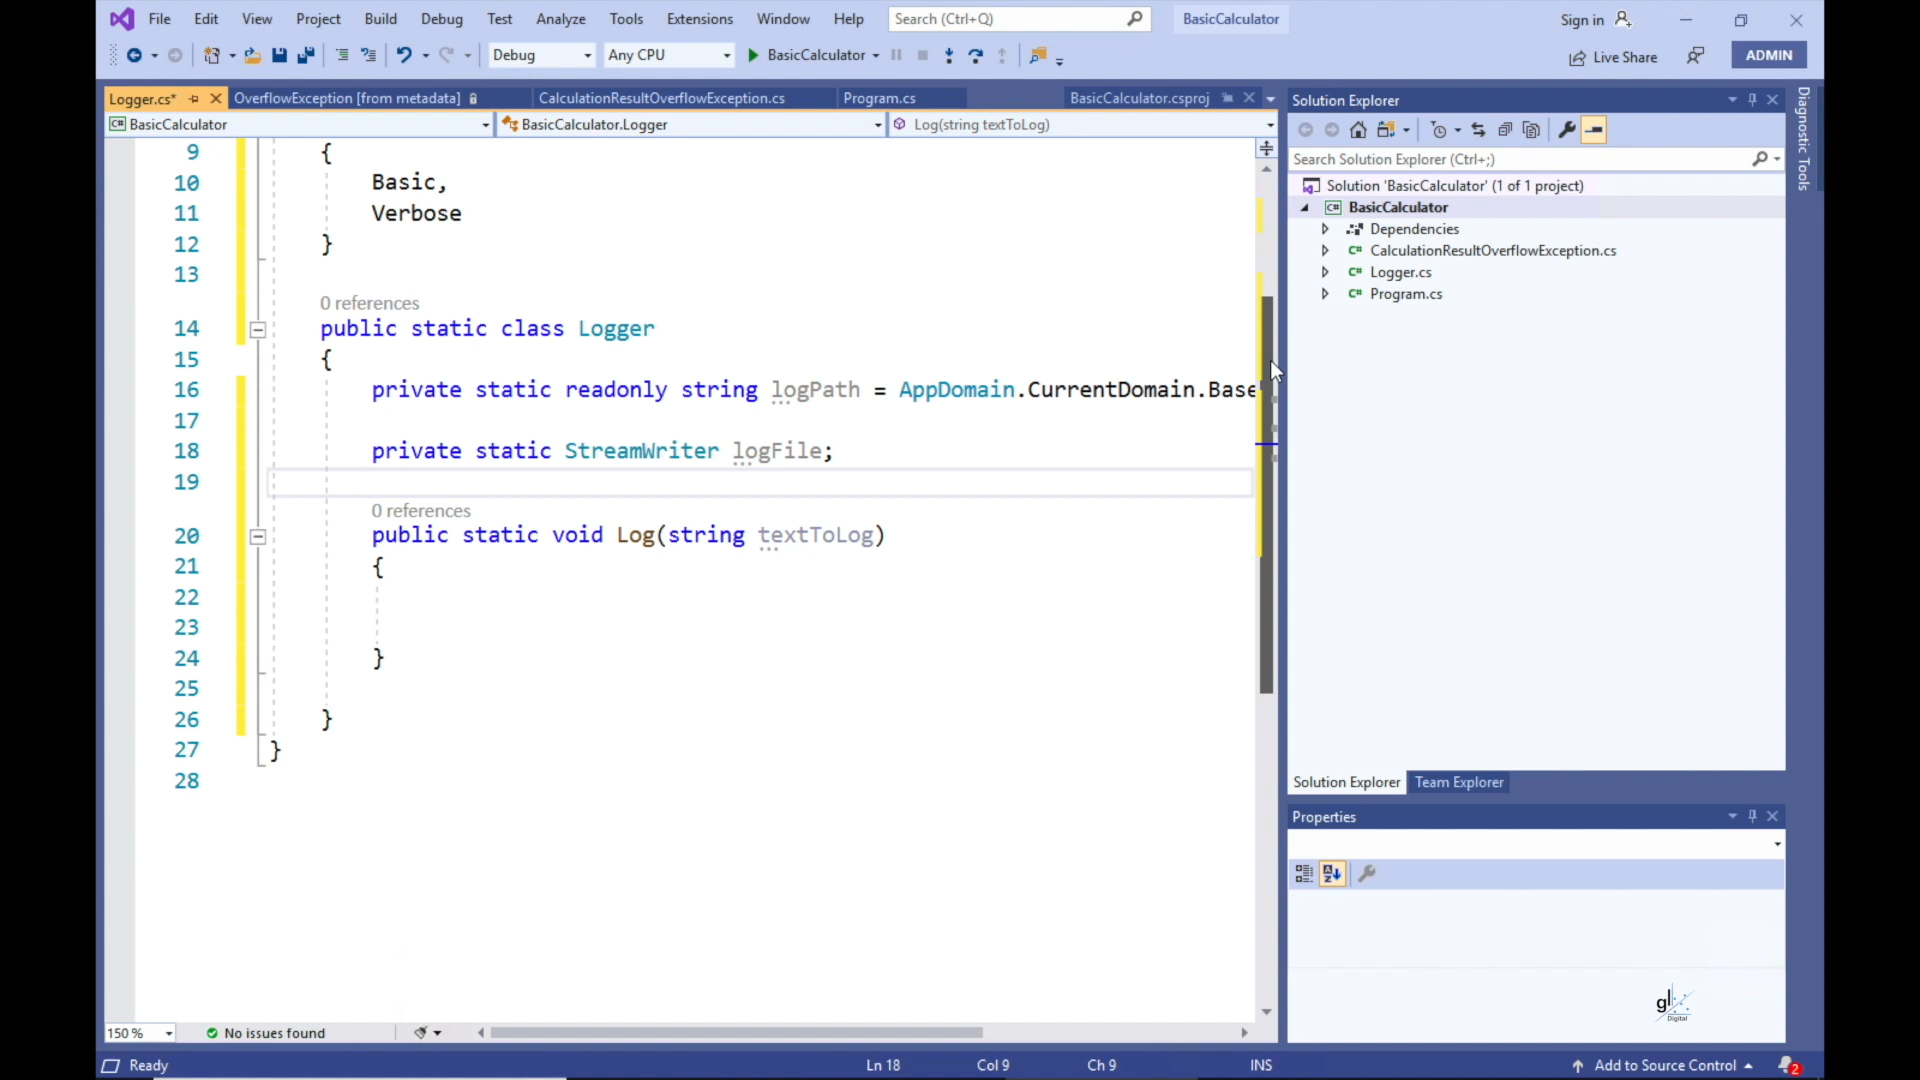 File Edit View Project Build Debug Test Analyze Tools Extensions Window Help Search (Ctrl+Q) BasicCalculator Sign in
Debug Any CPU BasicCalculator Live Share ADMIN
Logger.cs* OverflowException [from metadata] CalculationResultOverflowException.cs Program.cs BasicCalculator.csproj
BasicCalculator BasicCalculator.Logger Log(string textToLog)
9 {
10 Basic,
11 Verbose
12 }
13
0 references
14 public static class Logger
15 {
16 private static readonly string logPath = AppDomain.CurrentDomain.Base
17
18 private static StreamWriter logFile;
19
0 references
20 public static void Log(string textToLog)
21 {
22
23
24 }
25
26 }
27 }
28
150 % No issues found
Ready Ln 18 Col 9 Ch 9 INS Add to Source Control 2
Solution Explorer
Search Solution Explorer (Ctrl+;)
Solution 'BasicCalculator' (1 of 1 project)
C# BasicCalculator
Dependencies
C# CalculationResultOverflowException.cs
C# Logger.cs
C# Program.cs
Solution Explorer Team Explorer
Properties
gl
Digital
Diagnostic Tools